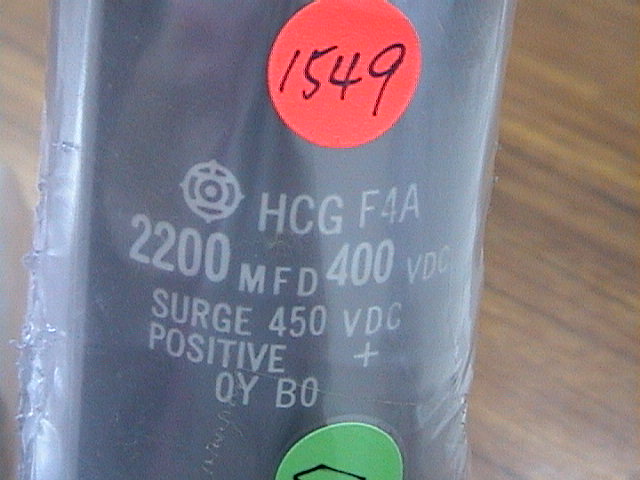 1549
HCG F4A
2200 MFD 400 VDC
SURGE 450 VDC
POSITIVE +
QY B0